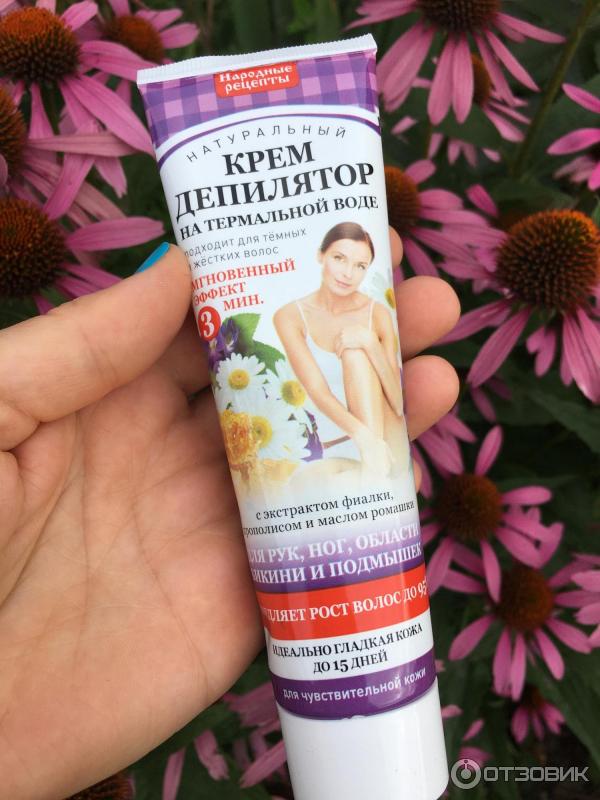 Народные
рецепты
НАТУРАЛЬНЫЙ
КРЕМ
ДЕПИЛЯТОР
НА ТЕРМАЛЬНОЙ ВОДЕ
подходит для тёмных
жёстких волос
МГНОВЕННЫЙ
ЭФФЕКТ
3 МИН.
с экстрактом фиалки,
прополисом и маслом ромашки
ДЛЯ РУК, НОГ, ОБЛАСТИ
БИКИНИ И ПОДМЫШЕК
РОСТ ВОЛОС ДО 95%
ИДЕАЛЬНО ГЛАДКАЯ КОЖА
ДО 15 ДНЕЙ
для чувствительной кожи
ОТЗОВИК